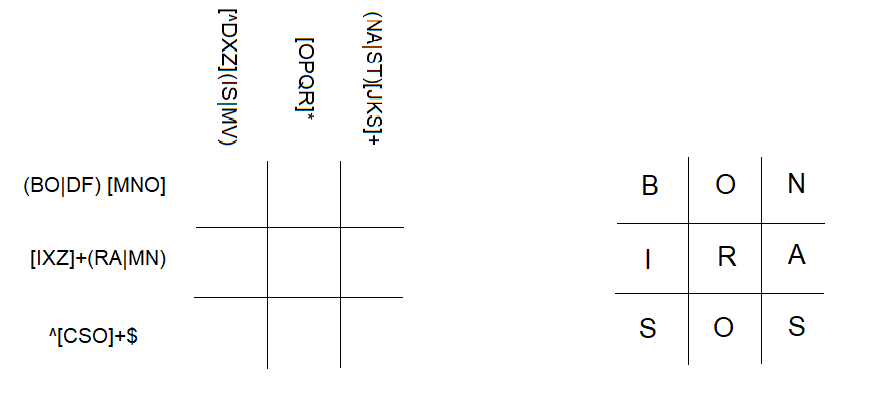 [^DXZ](IS|MV)
[OPQR]*
(NA|ST)[JKS]+
(BO|DF) [MNO]
[IXZ]+(RA|MN)
^[CSO]+$
B O N
I R A
S O S